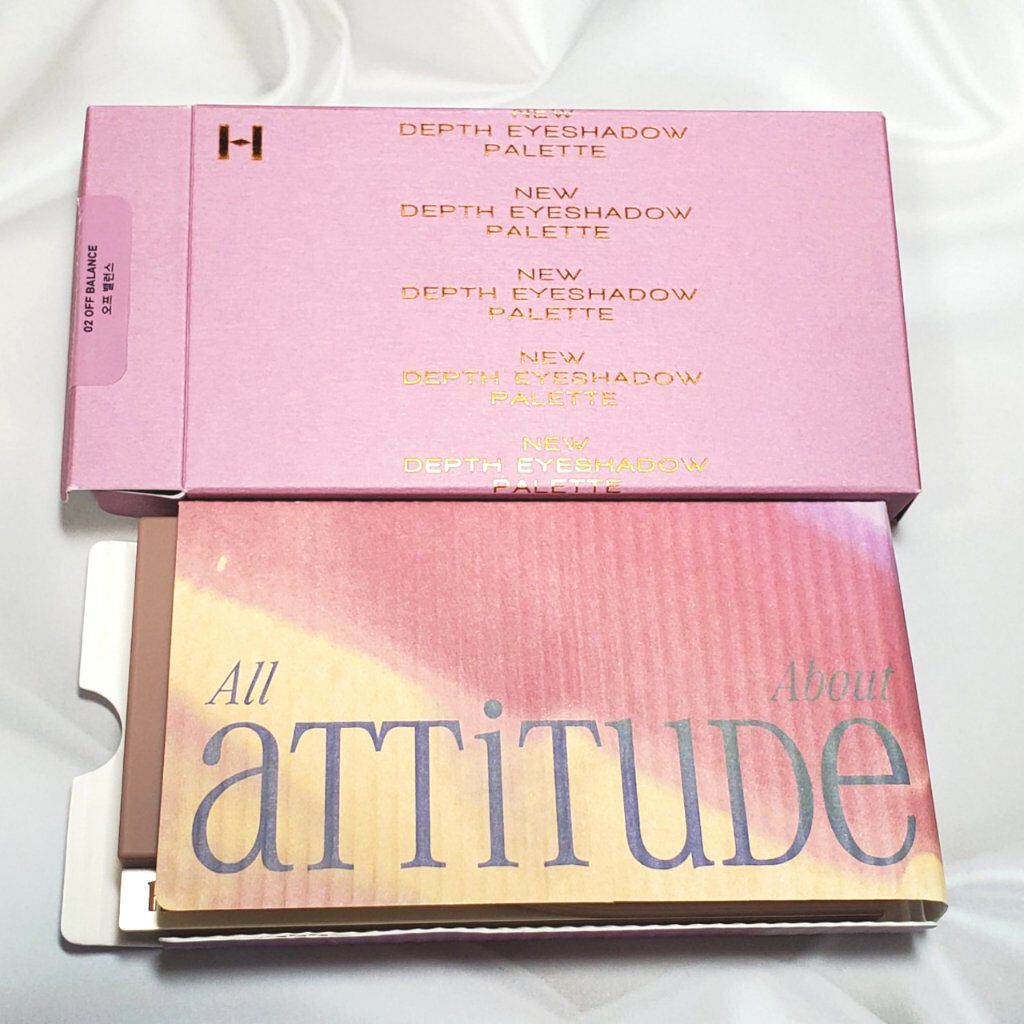 H
NEW
DEPTH EYESHADOW
PALETTE
NEW
DEPTH EYESHADOW
PALETTE
NEW
DEPTH EYESHADOW
PALETTE
NEW
DEPTH EYESHADOW
PALETTE
NEW
DEPTH EYESHADOW
PALETTE
02 OFF BALANCE
오프 밸런스
All About
aTTiTUDe